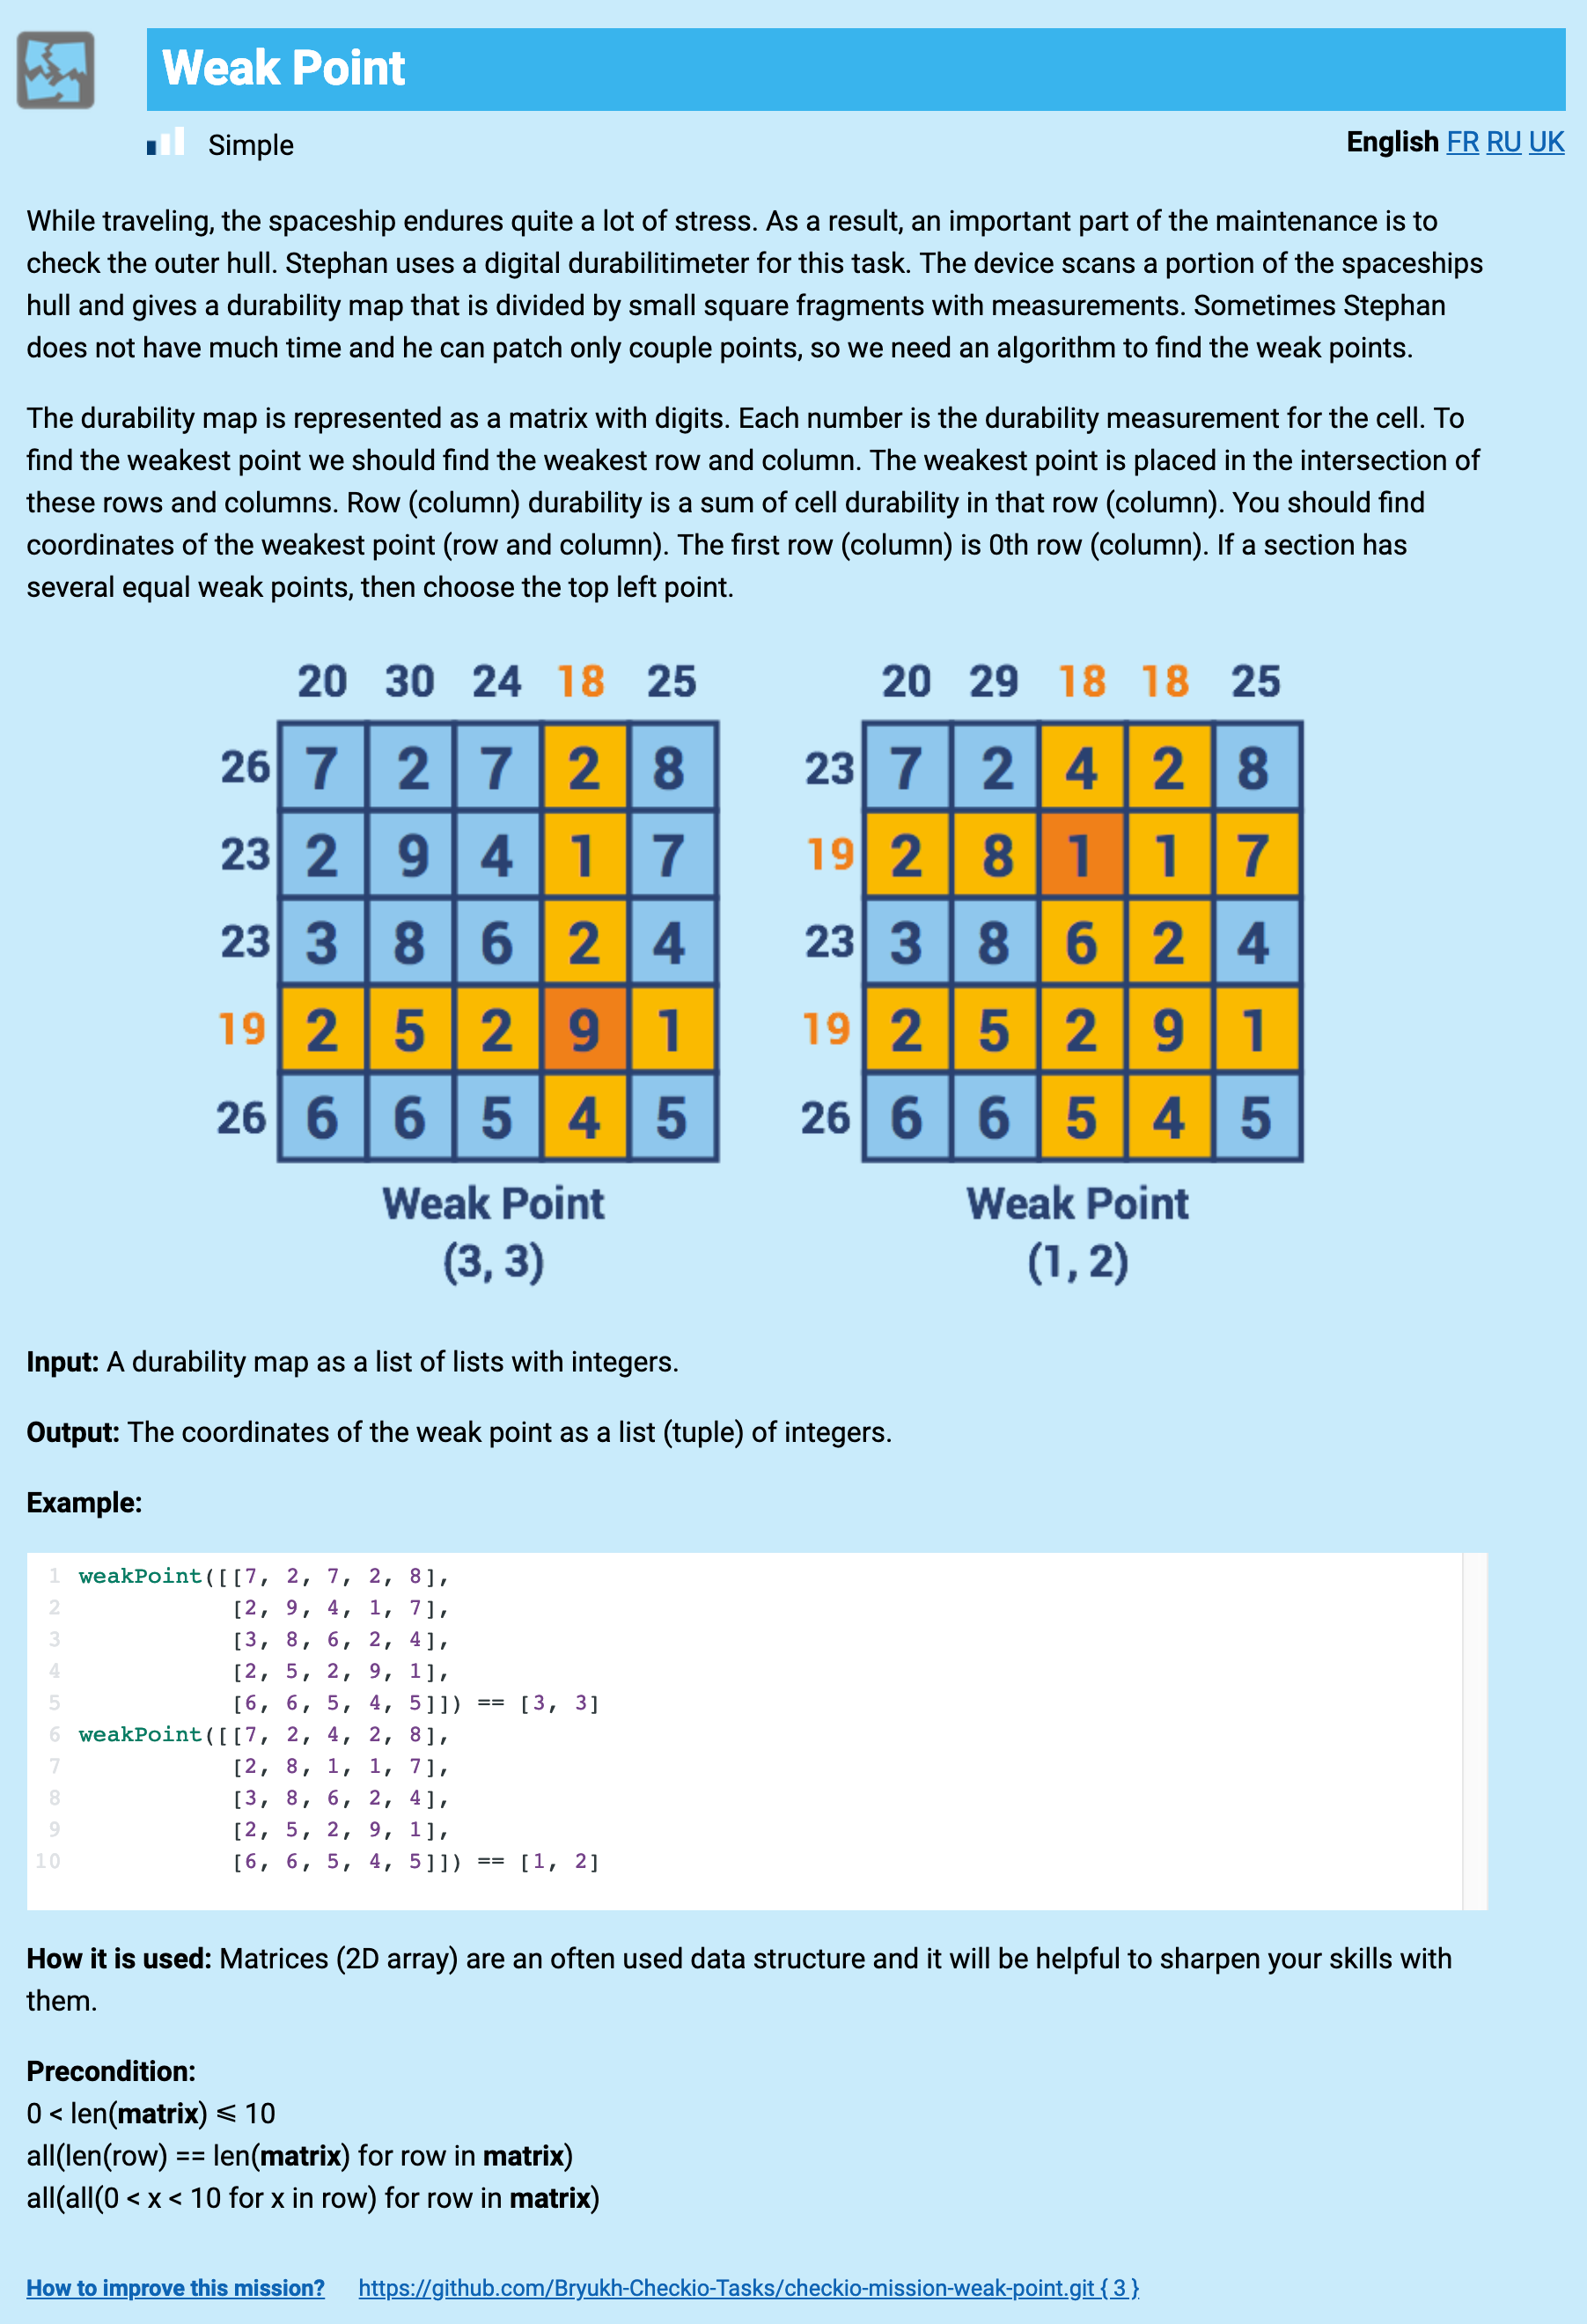 Weak Point
Simple
English FR RU UK
While traveling, the spaceship endures quite a lot of stress. As a result, an important part of the maintenance is to
check the outer hull. Stephan uses a digital durabilitimeter for this task. The device scans a portion of the spaceships
hull and gives a durability map that is divided by small square fragments with measurements. Sometimes Stephan
does not have much time and he can patch only couple points, so we need an algorithm to find the weak points.
The durability map is represented as a matrix with digits. Each number is the durability measurement for the cell. To
find the weakest point we should find the weakest row and column. The weakest point is placed in the intersection of
these rows and columns. Row (column) durability is a sum of cell durability in that row (column). You should find
coordinates of the weakest point (row and column). The first row (column) is 0th row (column). If a section has
several equal weak points, then choose the top left point.
20 30 24 18 25
26 7 2 7 2 8
23 2 9 4 1 7
23 3 8 6 2 4
19 2 5 2 9 1
26 6 6 5 4 5
Weak Point
(3, 3)
20 29 18 18 25
23 7 2 4 2 8
19 2 8 1 1 7
23 3 8 6 2 4
19 2 5 2 9 1
26 6 6 5 4 5
Weak Point
(1, 2)
Input: A durability map as a list of lists with integers.
Output: The coordinates of the weak point as a list (tuple) of integers.
Example:
1 weakPoint([[7, 2, 7, 2, 8],
2 [2, 9, 4, 1, 7],
3 [3, 8, 6, 2, 4],
4 [2, 5, 2, 9, 1],
5 [6, 6, 5, 4, 5]]) == [3, 3]
6 weakPoint([[7, 2, 4, 2, 8],
7 [2, 8, 1, 1, 7],
8 [3, 8, 6, 2, 4],
9 [2, 5, 2, 9, 1],
10 [6, 6, 5, 4, 5]]) == [1, 2]
How it is used: Matrices (2D array) are an often used data structure and it will be helpful to sharpen your skills with
them.
Precondition:
0 < len(matrix) ⩽ 10
all(len(row) == len(matrix) for row in matrix)
all(all(0 < x < 10 for x in row) for row in matrix)
How to improve this mission? https://github.com/Bryukh-Checkio-Tasks/checkio-mission-weak-point.git { 3 }